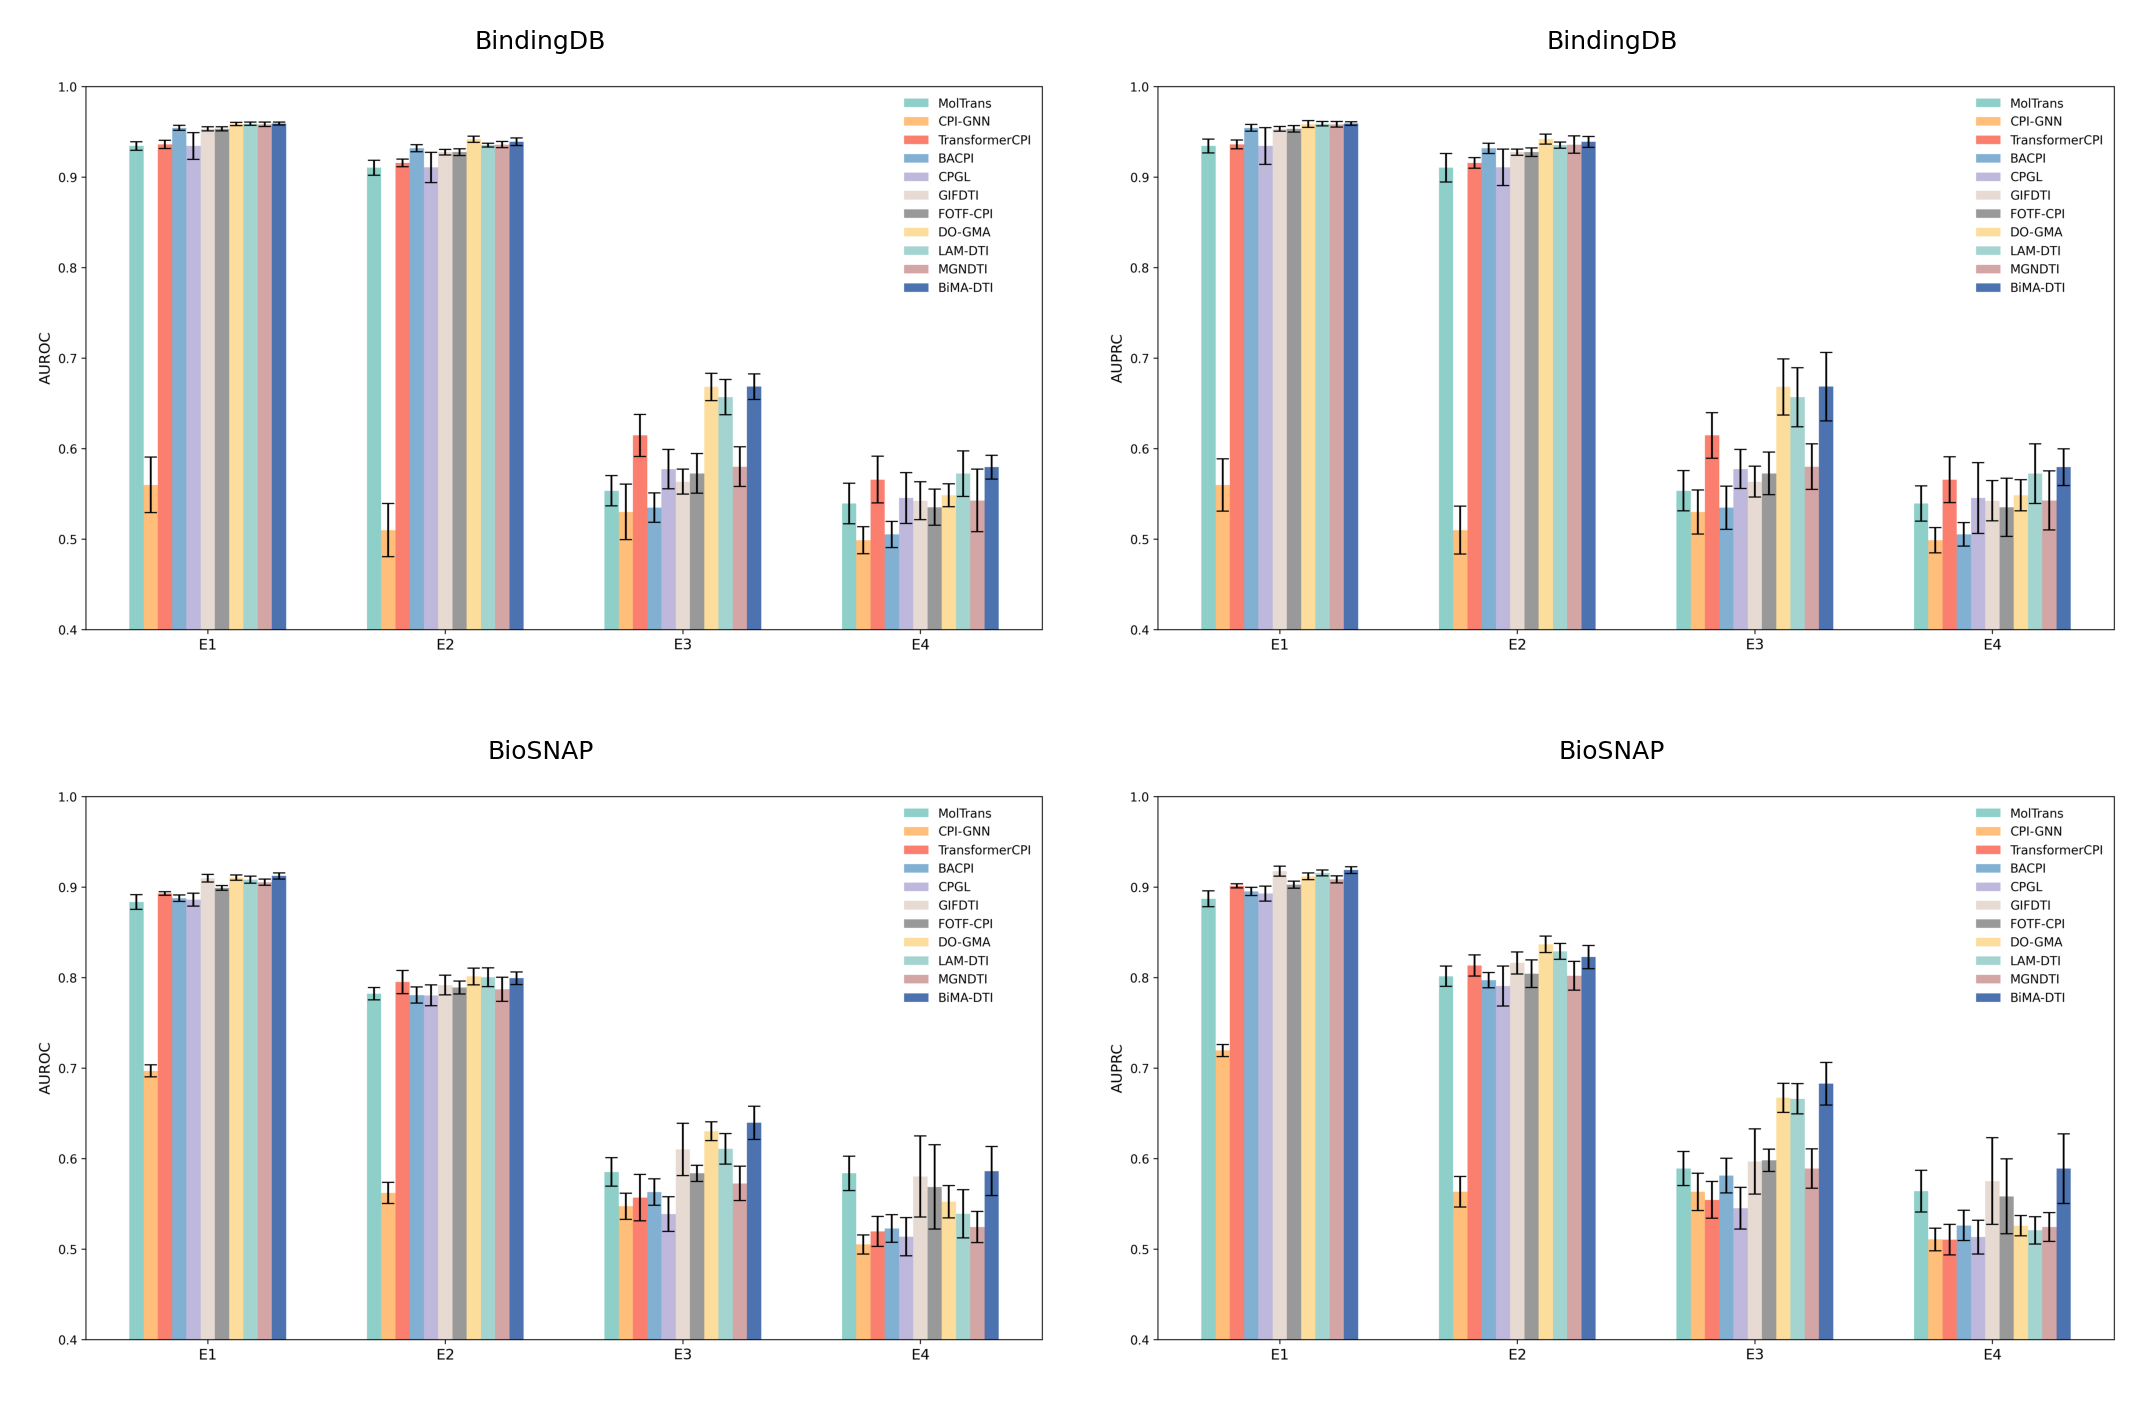 BindingDB
1.0
0.9
0.8
0.7
0.6
0.5
0.4
AUROC
E1
E2
E3
E4
MolTrans
CPI-GNN
TransformerCPI
BACPI
CPGL
GIFDTI
FOTF-CPI
DO-GMA
LAM-DTI
MGNDTI
BiMA-DTI
BindingDB
1.0
0.9
0.8
0.7
0.6
0.5
0.4
AUPRC
E1
E2
E3
E4
MolTrans
CPI-GNN
TransformerCPI
BACPI
CPGL
GIFDTI
FOTF-CPI
DO-GMA
LAM-DTI
MGNDTI
BiMA-DTI
BioSNAP
1.0
0.9
0.8
0.7
0.6
0.5
0.4
AUROC
E1
E2
E3
E4
MolTrans
CPI-GNN
TransformerCPI
BACPI
CPGL
GIFDTI
FOTF-CPI
DO-GMA
LAM-DTI
MGNDTI
BiMA-DTI
BioSNAP
1.0
0.9
0.8
0.7
0.6
0.5
0.4
AUPRC
E1
E2
E3
E4
MolTrans
CPI-GNN
TransformerCPI
BACPI
CPGL
GIFDTI
FOTF-CPI
DO-GMA
LAM-DTI
MGNDTI
BiMA-DTI